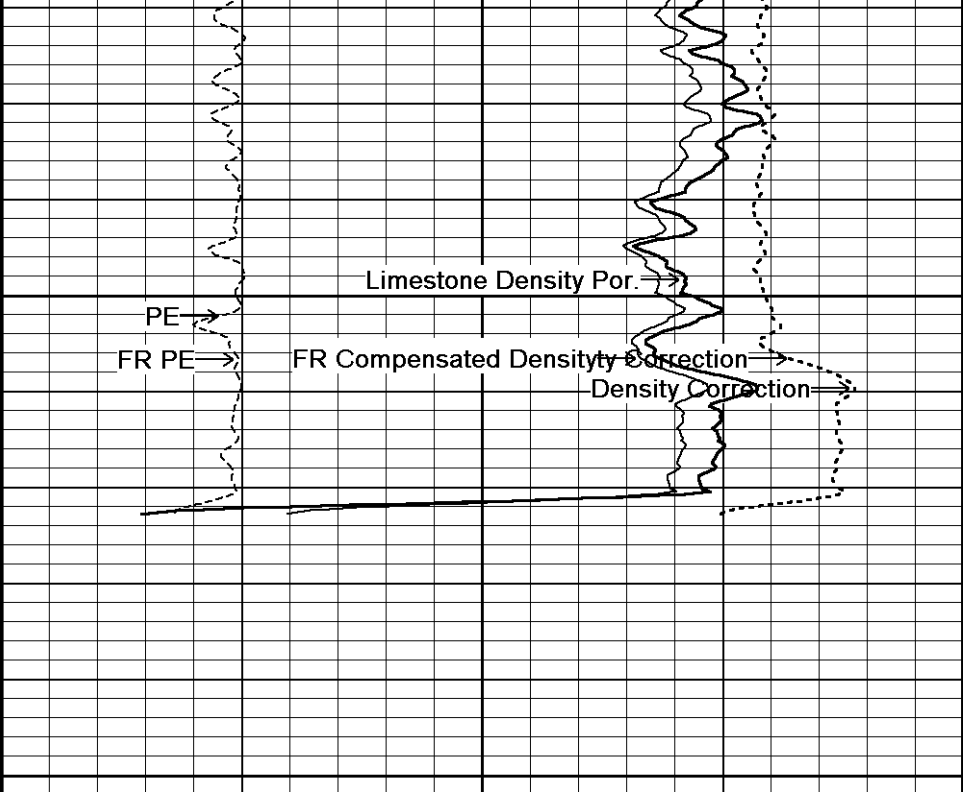 Limestone Density Por.
PE
FR PE
FR Compensated Densityty Correction
Density Correction